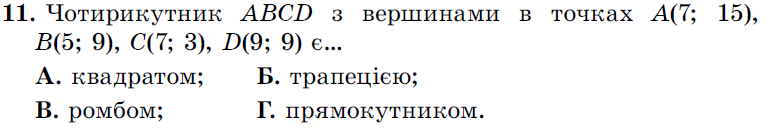 11. Чотирикутник ABCD з вершинами в точках A(7; 15),
B(5; 9), C(7; 3), D(9; 9) є...
А. квадратом; Б. трапецією;
В. ромбом; Г. прямокутником.